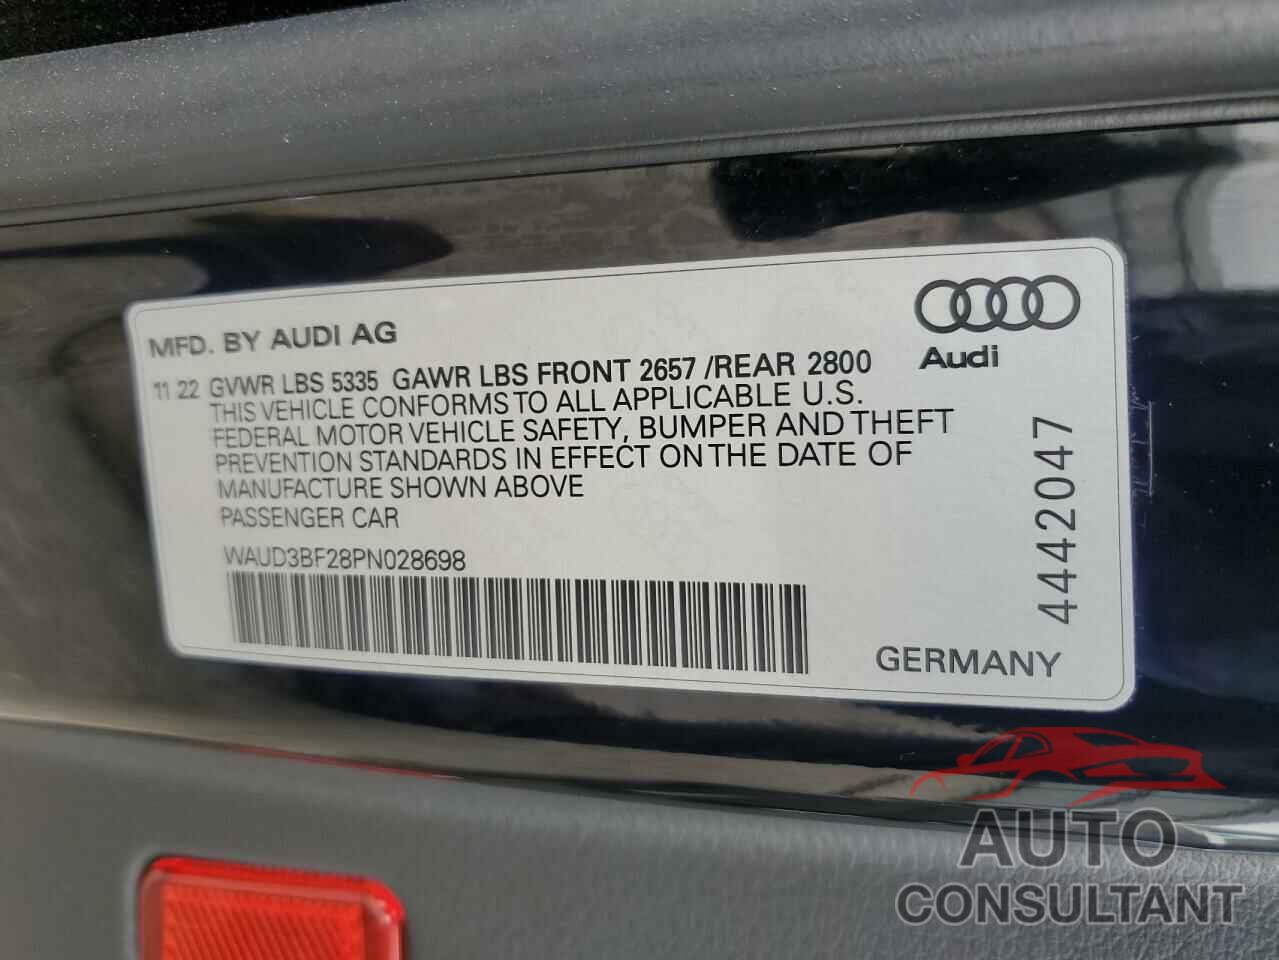 MFD. BY AUDI AG
11 22 GVWR LBS 5335 GAWR LBS FRONT 2657 /REAR 2800
THIS VEHICLE CONFORMS TO ALL APPLICABLE U.S.
FEDERAL MOTOR VEHICLE SAFETY, BUMPER AND THEFT
PREVENTION STANDARDS IN EFFECT ON THE DATE OF
MANUFACTURE SHOWN ABOVE
PASSENGER CAR
WAUD3BF28PN028698
Audi
4442047
GERMANY
AUTO
CONSULTANT